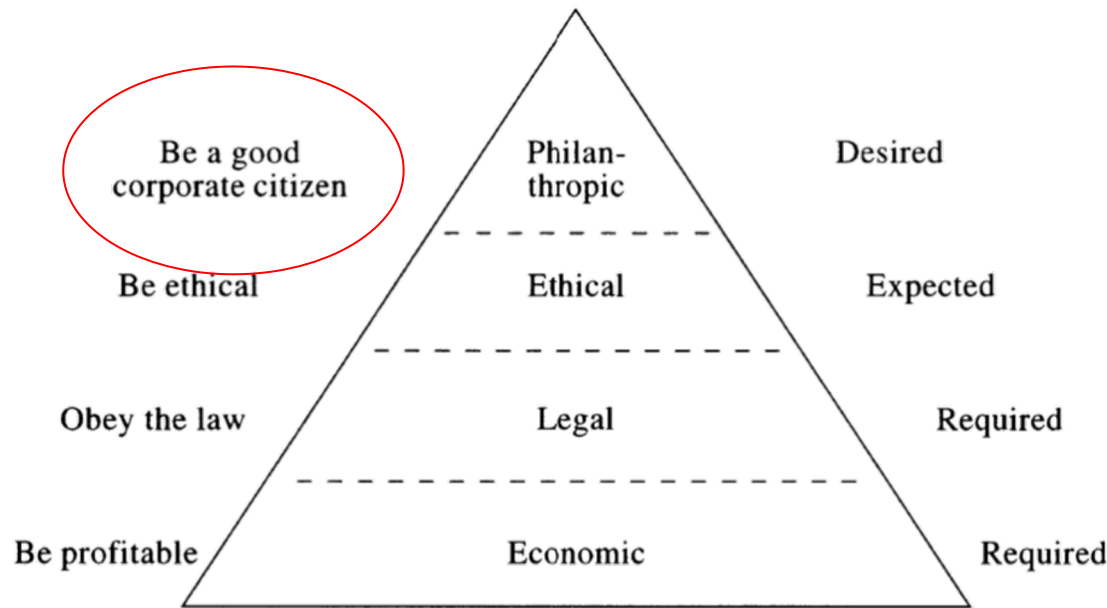 Be a good
corporate citizen
Philan-
thropic
Desired
Be ethical
Ethical
Expected
Obey the law
Legal
Required
Be profitable
Economic
Required